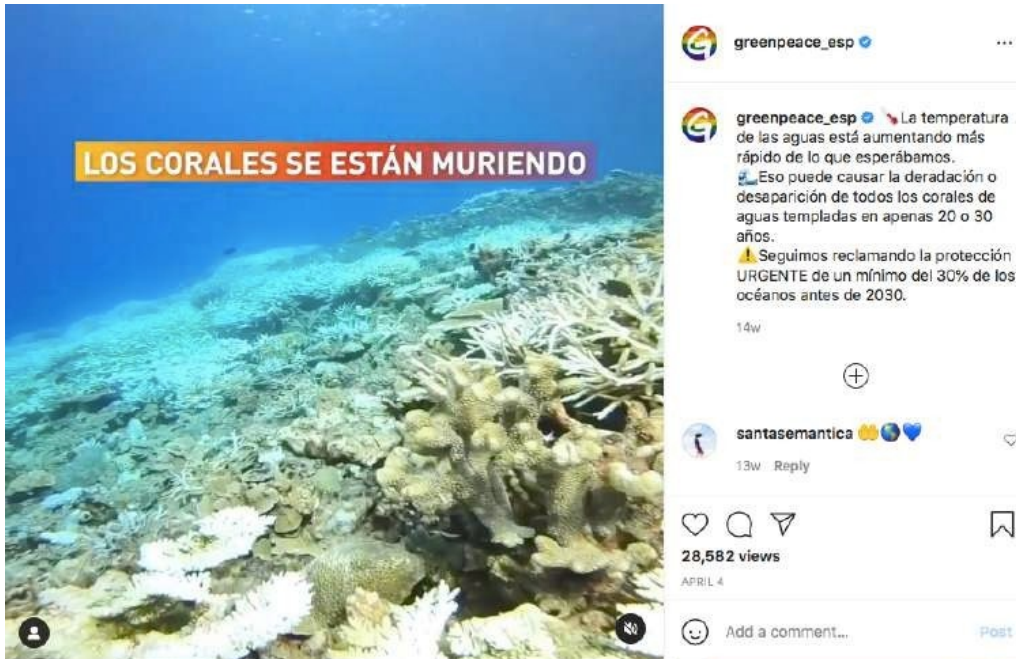 LOS CORALES SE ESTÁN MURIENDO
greenpeace_esp
greenpeace_esp La temperatura
de las aguas está aumentando más
rápido de lo que esperábamos.
Eso puede causar la deradación o
desaparición de todos los corales de
aguas templadas en apenas 20 o 30
años.
Seguimos reclamando la protección
URGENTE de un mínimo del 30% de los
océanos antes de 2030.
14w
santasemantica
13w Reply
28,582 views
APRIL 4
Add a comment...
Post